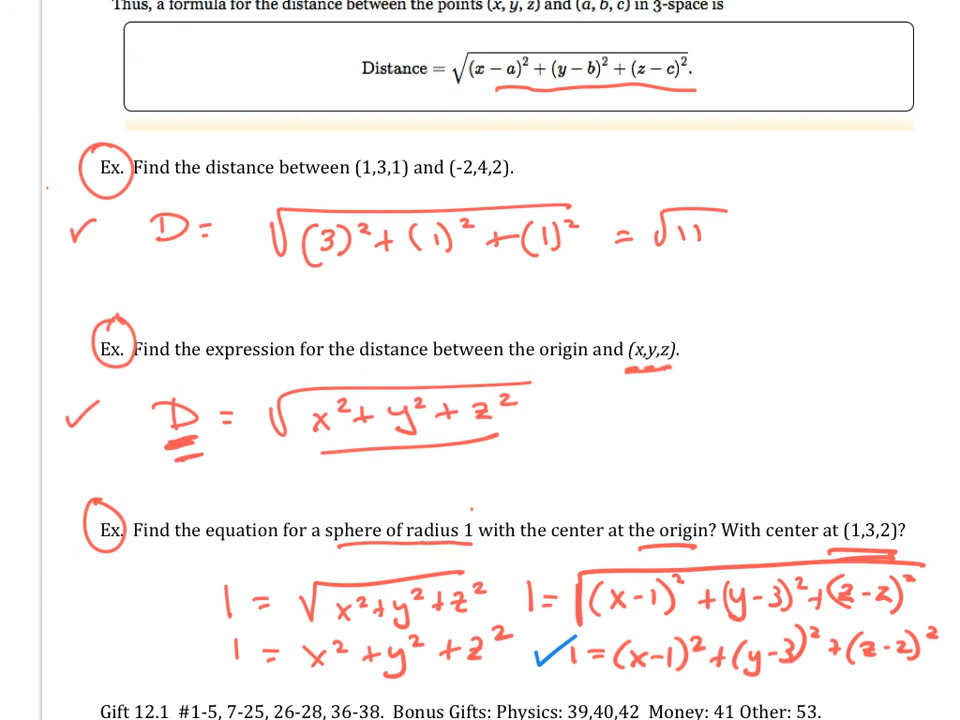 Thus, a formula for the distance between the points (x, y, z) and (a, b, c) in 3-space is
Distance = √(x − a)² + (y − b)² + (z − c)².
Ex. Find the distance between (1,3,1) and (-2,4,2).
✓ D = √(3)² + (1)² + (1)² = √11
Ex. Find the expression for the distance between the origin and (x,y,z).
✓ D = √x² + y² + z²
Ex. Find the equation for a sphere of radius 1 with the center at the origin? With center at (1,3,2)?
1 = √x² + y² + z² 1 = √(x-1)² + (y-3)² + (z-2)²
1 = x² + y² + z² ✓ 1 = (x-1)² + (y-3)² + (z-2)²
Gift 12.1 #1-5, 7-25, 26-28, 36-38. Bonus Gifts: Physics: 39,40,42 Money: 41 Other: 53.